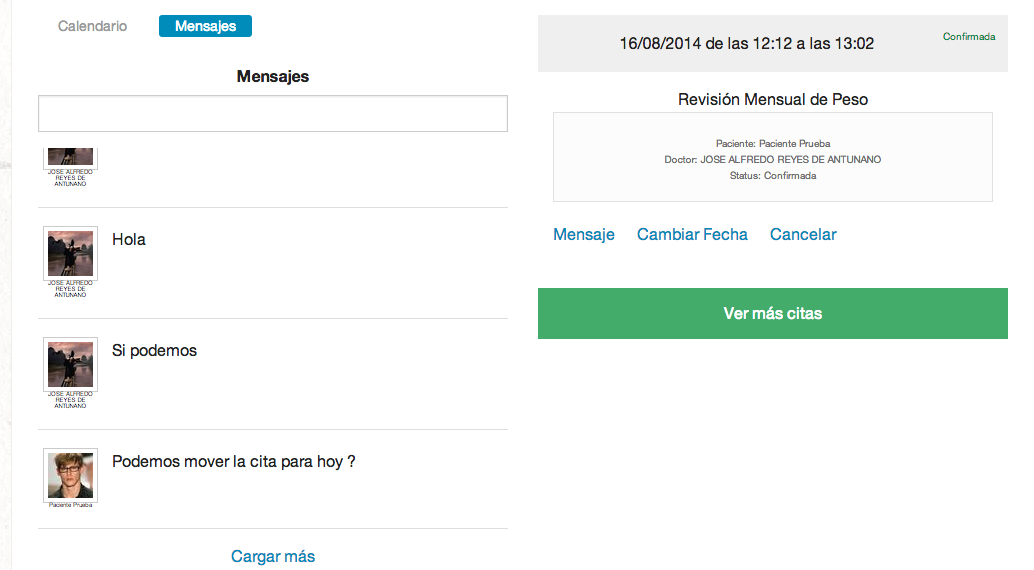 Calendario
Mensajes
Mensajes
JOSE ALFREDO
REYES DE
ANTUNANO
Hola
JOSE ALFREDO
REYES DE
ANTUNANO
Si podemos
JOSE ALFREDO
REYES DE
ANTUNANO
Podemos mover la cita para hoy ?
Paciente Prueba
Cargar más
16/08/2014 de las 12:12 a las 13:02
Confirmada
Revisión Mensual de Peso
Paciente: Paciente Prueba
Doctor: JOSE ALFREDO REYES DE ANTUNANO
Status: Confirmada
Mensaje
Cambiar Fecha
Cancelar
Ver más citas